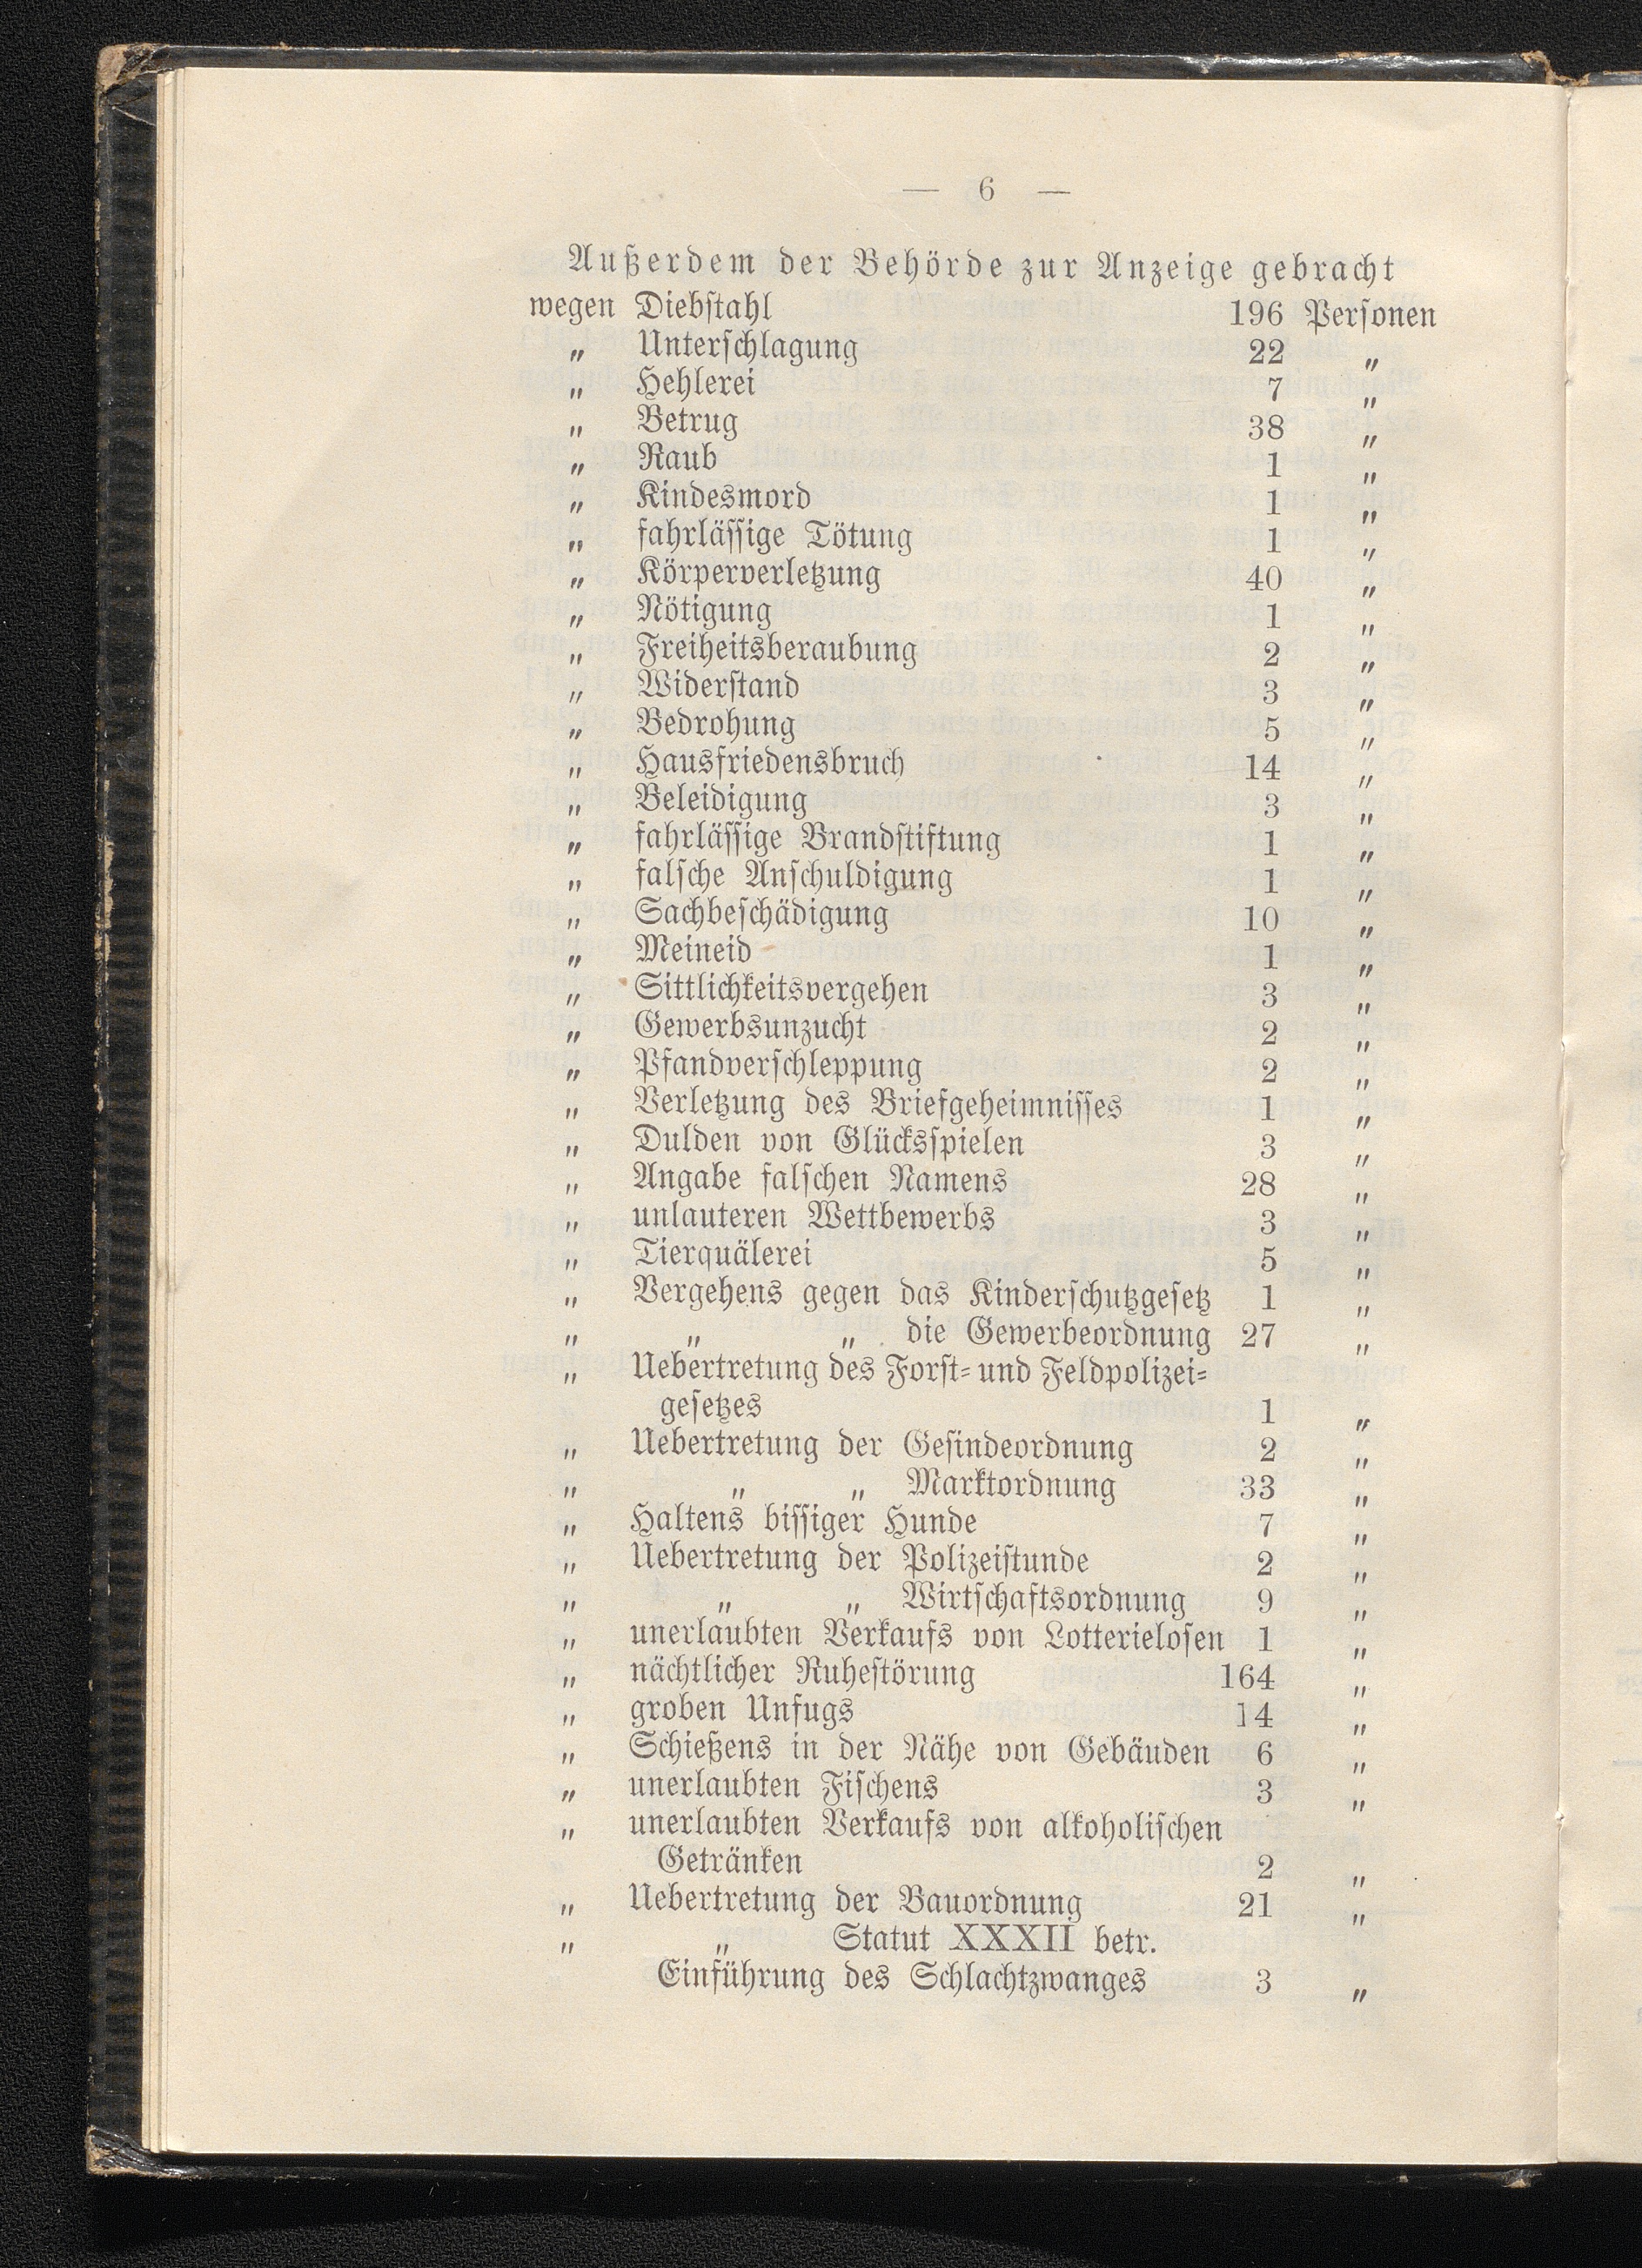 — 6 —
Außerdem der Behörde zur Anzeige gebracht
wegen Diebstahl 196 Personen
„ Unterschlagung 22 „
„ Hehlerei 7 „
„ Betrug 38 „
„ Raub 1 „
„ Kindesmord 1 „
„ fahrlässige Tötung 1 „
„ Körperverletzung 40 „
„ Nötigung 1 „
„ Freiheitsberaubung 2 „
„ Widerstand 3 „
„ Bedrohung 5 „
„ Hausfriedensbruch 14 „
„ Beleidigung 3 „
„ fahrlässige Brandstiftung 1 „
„ falsche Anschuldigung 1 „
„ Sachbeschädigung 10 „
„ Meineid 1 „
„ Sittlichkeitsvergehen 3 „
„ Gewerbsunzucht 2 „
„ Pfandverschleppung 2 „
„ Verletzung des Briefgeheimnisses 1 „
„ Dulden von Glücksspielen 3 „
„ Angabe falschen Namens 28 „
„ unlauteren Wettbewerbs 3 „
„ Tierquälerei 5 „
„ Vergehens gegen das Kinderschutzgesetz 1 „
„ „ „ die Gewerbeordnung 27 „
„ Uebertretung des Forst- und Feldpolizei-
gesetzes 1 „
„ Uebertretung der Gesindeordnung 2 „
„ „ „ Marktordnung 33 „
„ Haltens bissiger Hunde 7 „
„ Uebertretung der Polizeistunde 2 „
„ „ „ Wirtschaftsordnung 9 „
„ unerlaubten Verkaufs von Lotterielosen 1 „
„ nächtlicher Ruhestörung 164 „
„ groben Unfugs 14 „
„ Schießens in der Nähe von Gebäuden 6 „
„ unerlaubten Fischens 3 „
„ unerlaubten Verkaufs von alkoholischen
Getränken 2 „
„ Uebertretung der Bauordnung 21 „
„ „ Statut XXXII betr.
Einführung des Schlachtzwanges 3 „